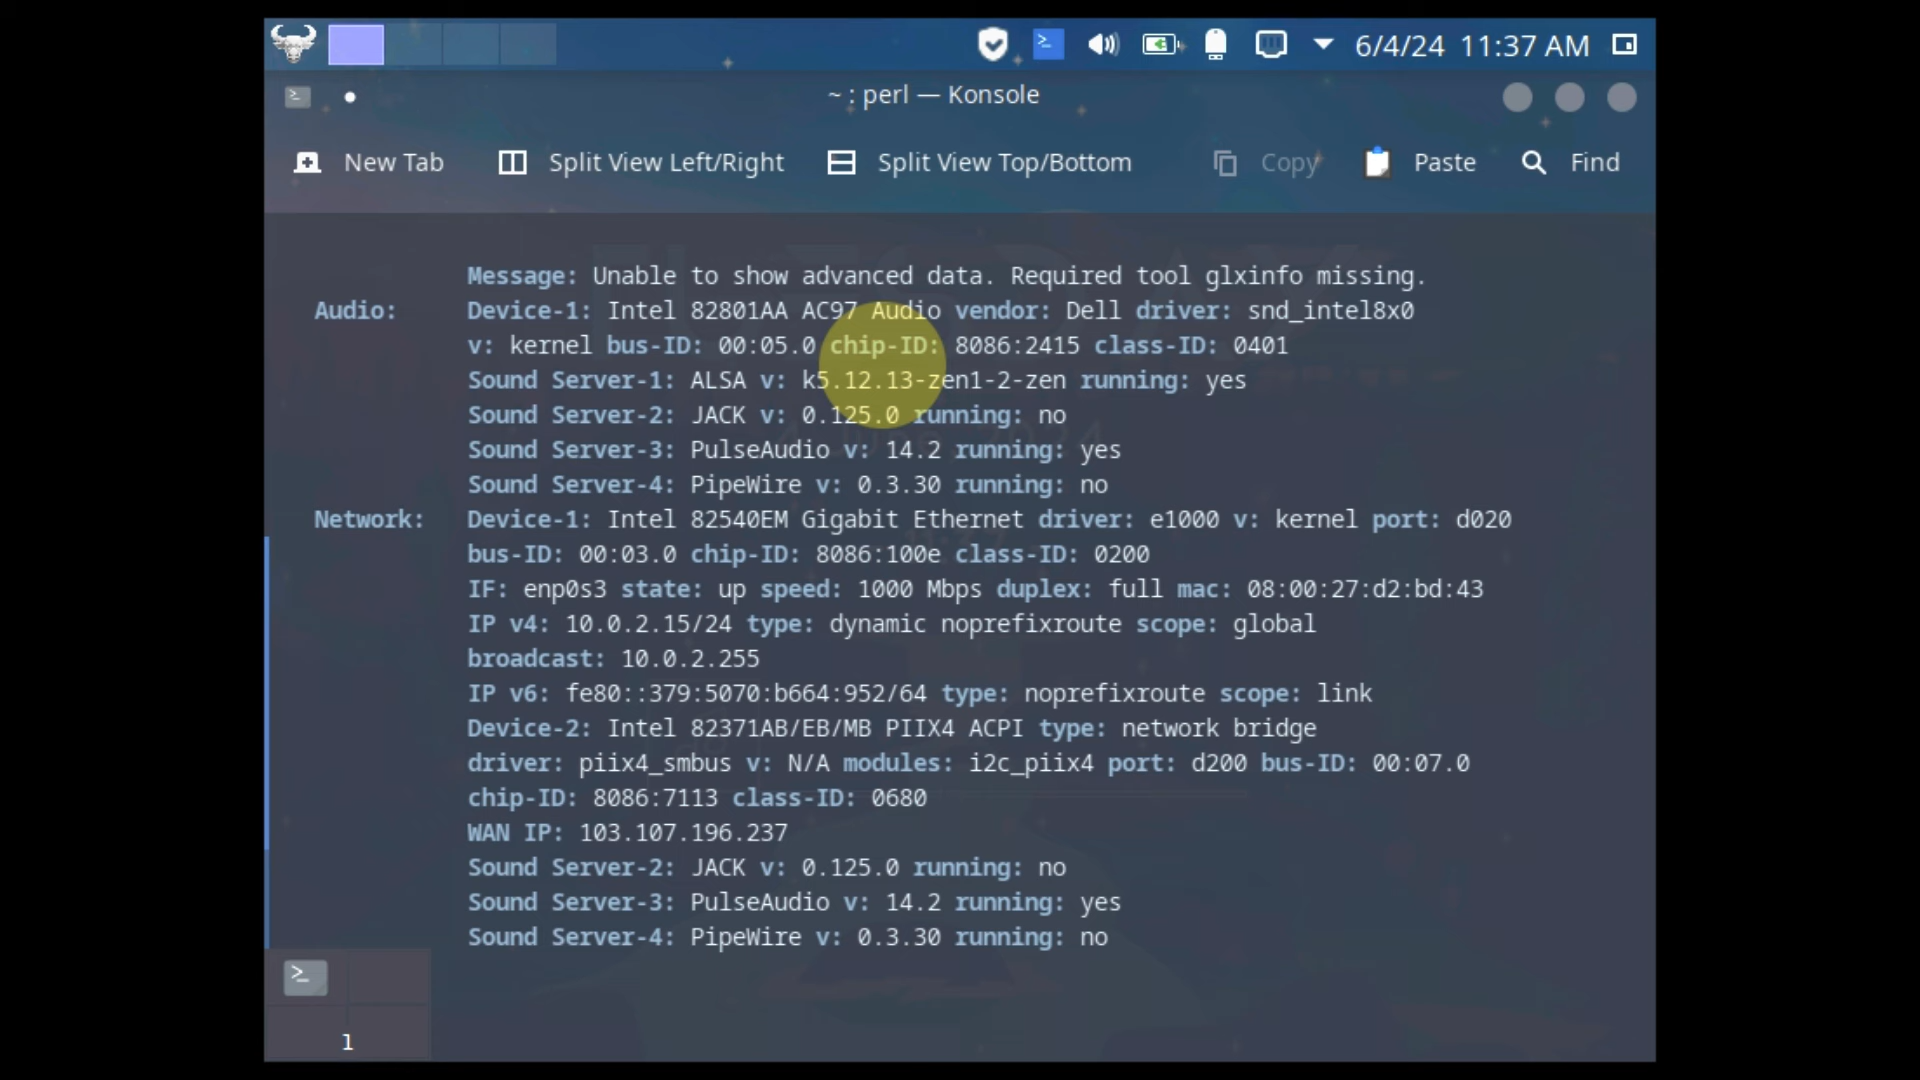 6/4/24 11:37 AM
~ : perl — Konsole
New Tab Split View Left/Right Split View Top/Bottom Copy Paste Find
Message: Unable to show advanced data. Required tool glxinfo missing.
Audio: Device-1: Intel 82801AA AC97 Audio vendor: Dell driver: snd_intel8x0
v: kernel bus-ID: 00:05.0 chip-ID: 8086:2415 class-ID: 0401
Sound Server-1: ALSA v: k5.12.13-zen1-2-zen running: yes
Sound Server-2: JACK v: 0.125.0 running: no
Sound Server-3: PulseAudio v: 14.2 running: yes
Sound Server-4: PipeWire v: 0.3.30 running: no
Network: Device-1: Intel 82540EM Gigabit Ethernet driver: e1000 v: kernel port: d020
bus-ID: 00:03.0 chip-ID: 8086:100e class-ID: 0200
IF: enp0s3 state: up speed: 1000 Mbps duplex: full mac: 08:00:27:d2:bd:43
IP v4: 10.0.2.15/24 type: dynamic noprefixroute scope: global
broadcast: 10.0.2.255
IP v6: fe80::379:5070:b664:952/64 type: noprefixroute scope: link
Device-2: Intel 82371AB/EB/MB PIIX4 ACPI type: network bridge
driver: piix4_smbus v: N/A modules: i2c_piix4 port: d200 bus-ID: 00:07.0
chip-ID: 8086:7113 class-ID: 0680
WAN IP: 103.107.196.237
Sound Server-2: JACK v: 0.125.0 running: no
Sound Server-3: PulseAudio v: 14.2 running: yes
Sound Server-4: PipeWire v: 0.3.30 running: no
1